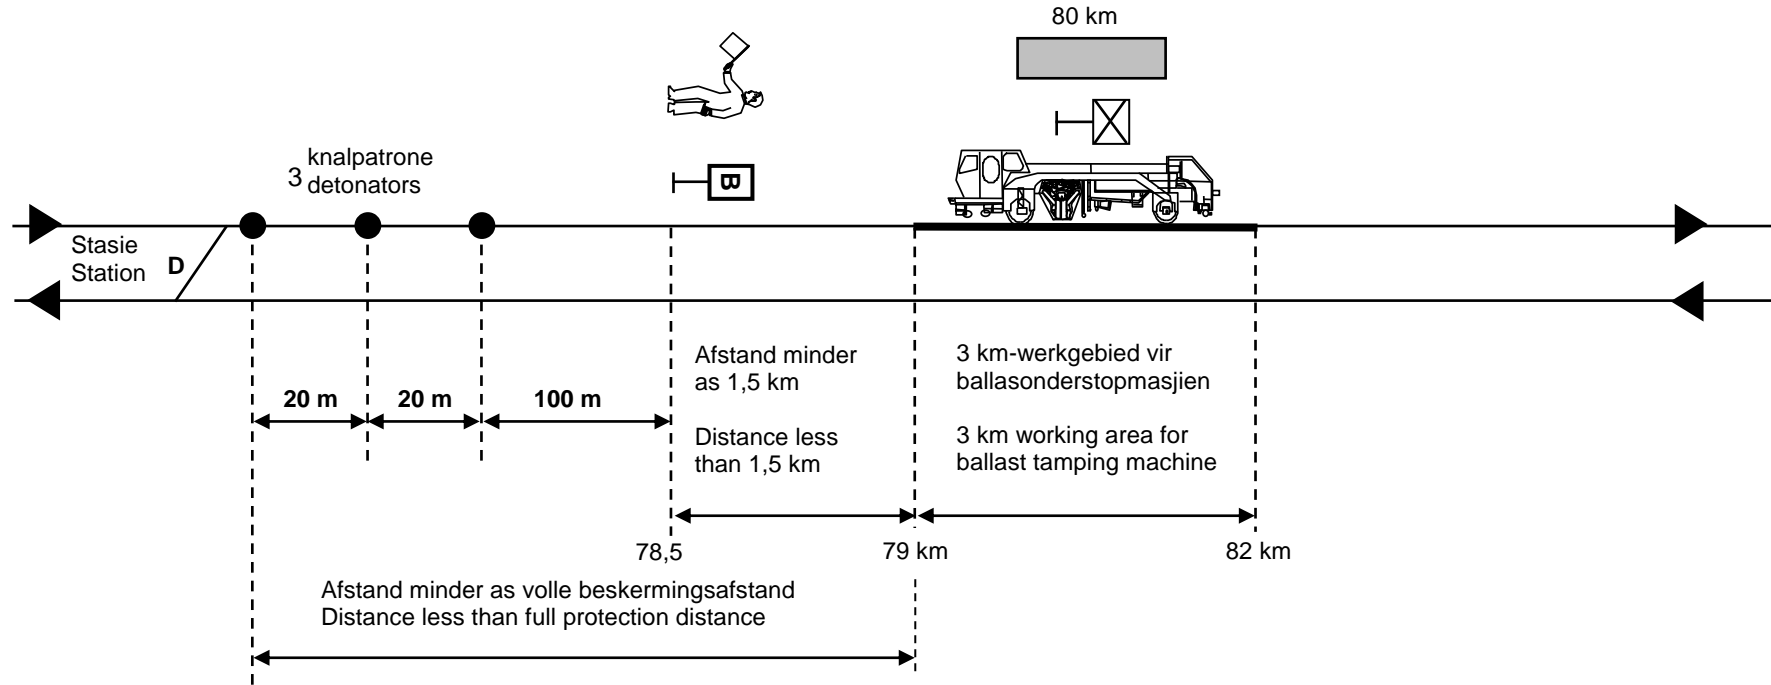 80 km
knalpatrone
3 detonators
B
Stasie
Station
D
Afstand minder
as 1,5 km
Distance less
than 1,5 km
3 km-werkgebied vir
ballasonderstopmasjien
3 km working area for
ballast tamping machine
20 m
20 m
100 m
78,5
79 km
82 km
Afstand minder as volle beskermingsafstand
Distance less than full protection distance